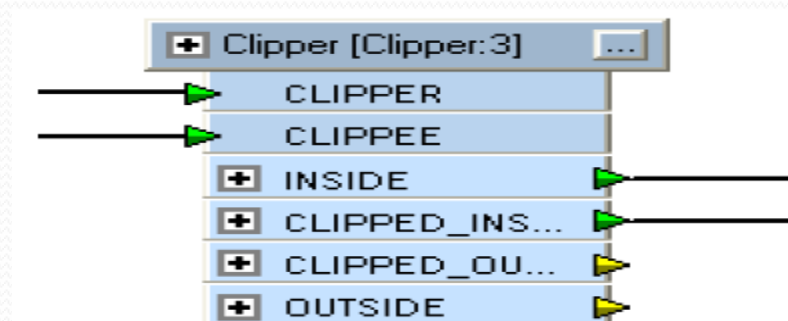 Clipper [Clipper:3] ...
CLIPPER
CLIPPEE
INSIDE
CLIPPED_INS...
CLIPPED_OU...
OUTSIDE